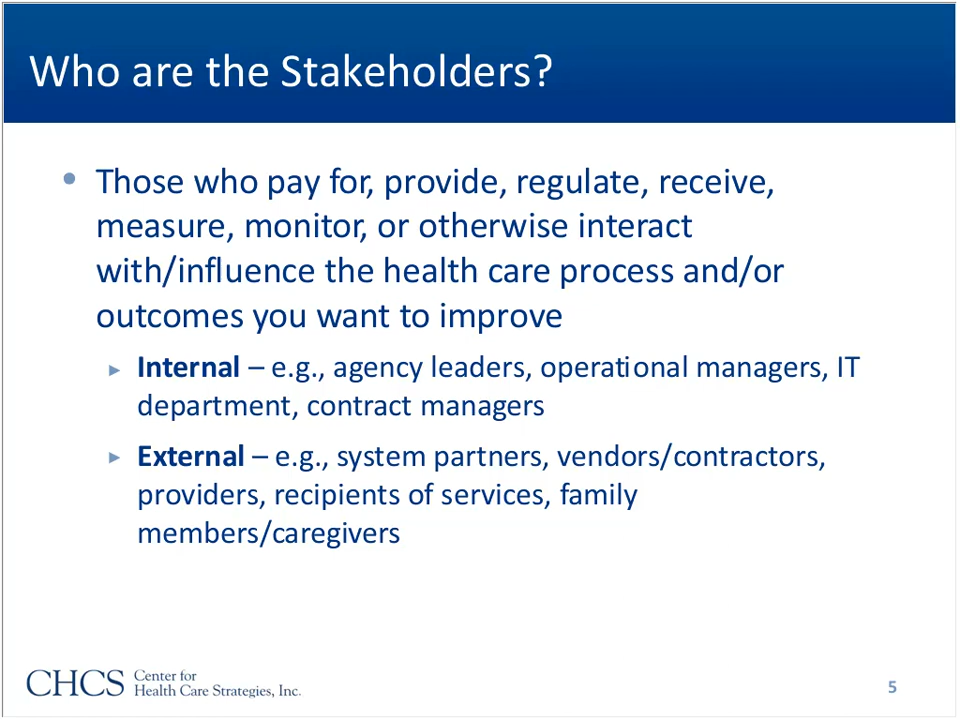 Who are the Stakeholders?
• Those who pay for, provide, regulate, receive,
measure, monitor, or otherwise interact
with/influence the health care process and/or
outcomes you want to improve
▸ Internal – e.g., agency leaders, operational managers, IT
department, contract managers
▸ External – e.g., system partners, vendors/contractors,
providers, recipients of services, family
members/caregivers
CHCS Center for
Health Care Strategies, Inc.
5